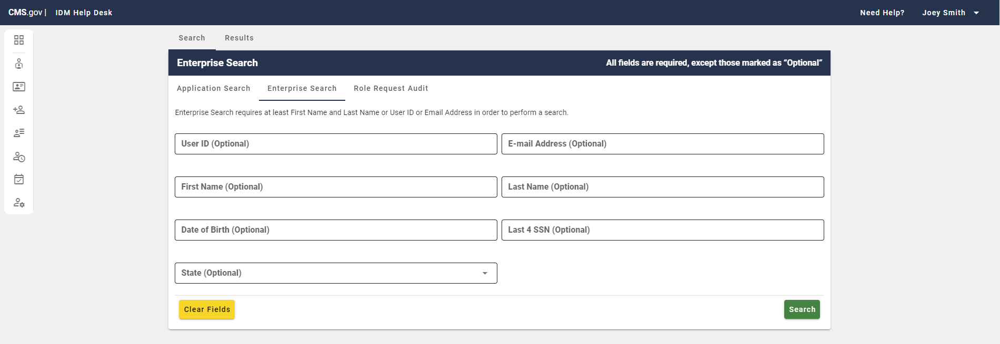 CMS.gov | IDM Help Desk Need Help? Joey Smith
Search Results
Enterprise Search All fields are required, except those marked as “Optional”
Application Search Enterprise Search Role Request Audit
Enterprise Search requires at least First Name and Last Name or User ID or Email Address in order to perform a search.
User ID (Optional) E-mail Address (Optional)
First Name (Optional) Last Name (Optional)
Date of Birth (Optional) Last 4 SSN (Optional)
State (Optional)
Clear Fields Search